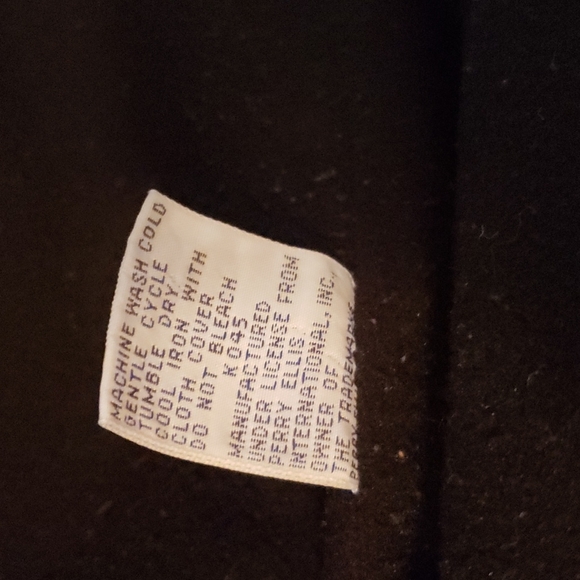 MACHINE WASH COLD
GENTLE CYCLE
TUMBLE DRY
COOL IRON WITH
CLOTH COVER
DO NOT BLEACH
K045
MANUFACTURED
UNDER LICENSE FROM
PERRY ELLIS
INTERNATIONAL, INC,
OWNER OF
THE TRADEMARK